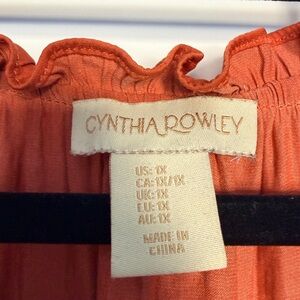 CYNTHIA ROWLEY
US: 1X
CA: 1X/1X
UK: 1X
EU: 1X
AU: 1X
MADE IN
CHINA